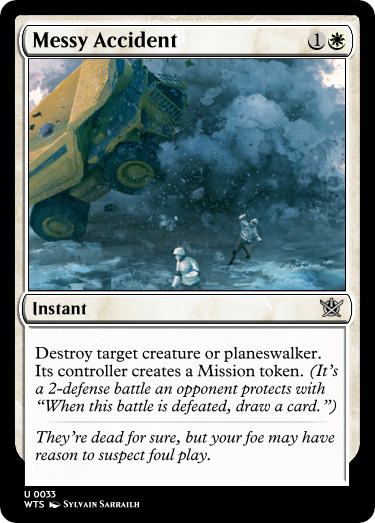 Messy Accident 1
Instant
Destroy target creature or planeswalker.
Its controller creates a Mission token. (It's
a 2-defense battle an opponent protects with
“When this battle is defeated, draw a card.”)
They're dead for sure, but your foe may have
reason to suspect foul play.
U 0033
WTS Sylvain Sarrailh